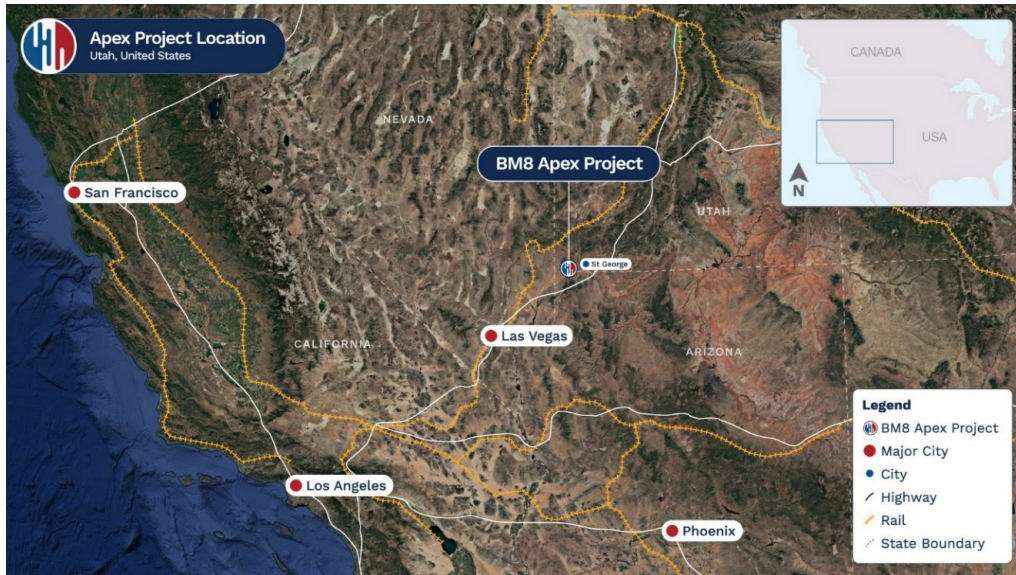 Apex Project Location
Utah, United States
CANADA
USA
N
NEVADA
BM8 Apex Project
San Francisco
UTAH
St George
Las Vegas
CALIFORNIA
ARIZONA
Los Angeles
Phoenix
Legend
BM8 Apex Project
Major City
City
Highway
Rail
State Boundary